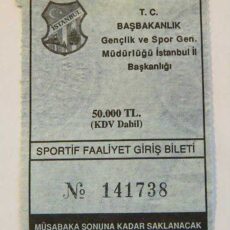 İSTANBUL
T. C.
BAŞBAKANLIK
Gençlik ve Spor Gen.
Müdürlüğü İstanbul İl
Başkanlığı
50.000 TL.
(KDV Dahil)
SPORTİF FAALİYET GİRİŞ BİLETİ
№ 141738
MÜSABAKA SONUNA KADAR SAKLANACAK